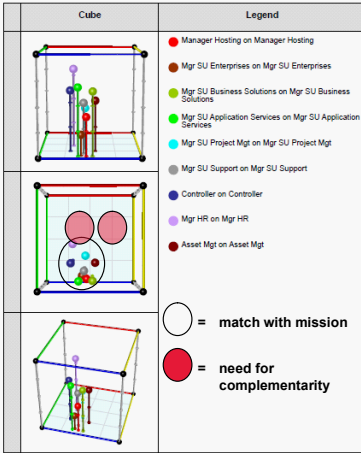 Cube
Legend
Manager Hosting on Manager Hosting
Mgr SU Enterprises on Mgr SU Enterprises
Mgr SU Business Solutions on Mgr SU Business
Solutions
Mgr SU Application Services on Mgr SU Application
Services
Mgr SU Project Mgt on Mgr SU Project Mgt
Mgr SU Support on Mgr SU Support
Controller on Controller
Mgr HR on Mgr HR
Asset Mgt on Asset Mgt
= match with mission
= need for
complementarity